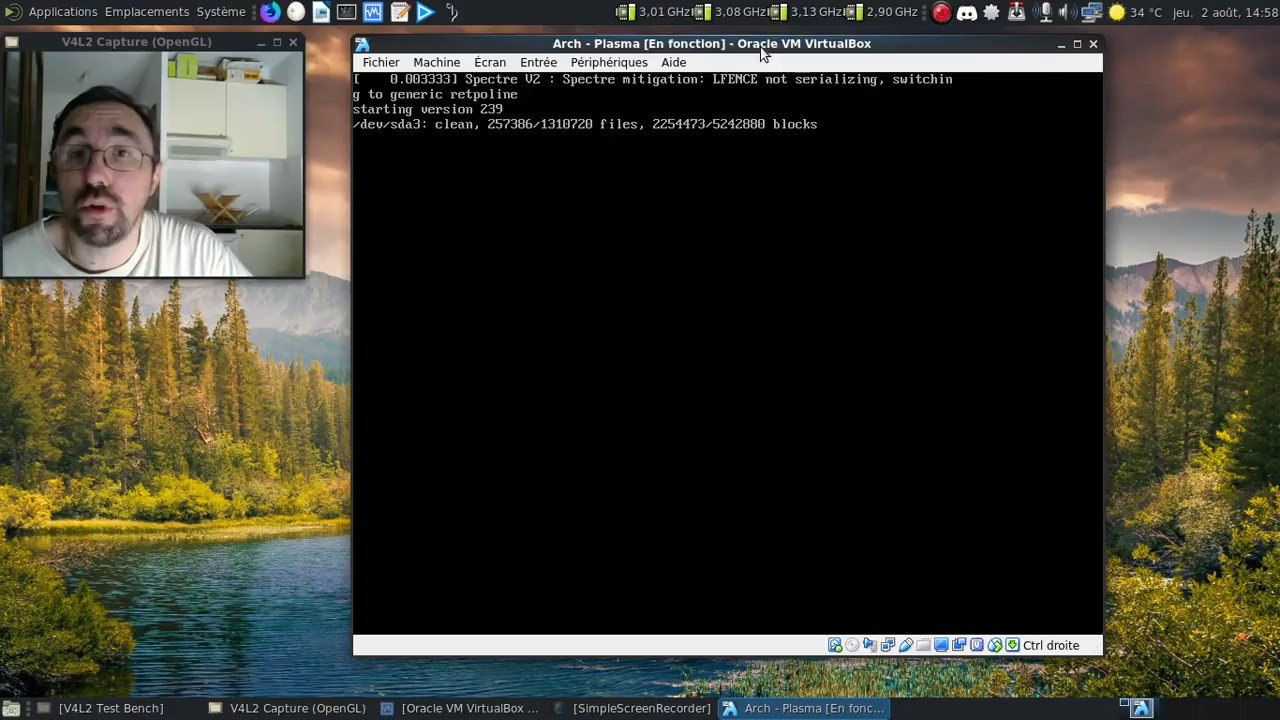 Applications Emplacements Système 3,01 GHz 3,08 GHz 3,13 GHz 2,90 GHz 34 °C jeu. 2 août, 14:58
V4L2 Capture (OpenGL)
Arch - Plasma [En fonction] - Oracle VM VirtualBox
Fichier Machine Écran Entrée Périphériques Aide
[    0.003333] Spectre V2 : Spectre mitigation: LFENCE not serializing, switchin
g to generic retpoline
starting version 239
/dev/sda3: clean, 257386/1310720 files, 2254473/5242880 blocks
Ctrl droite
[V4L2 Test Bench] V4L2 Capture (OpenGL) [Oracle VM VirtualBox ... [SimpleScreenRecorder] Arch - Plasma [En fonc...